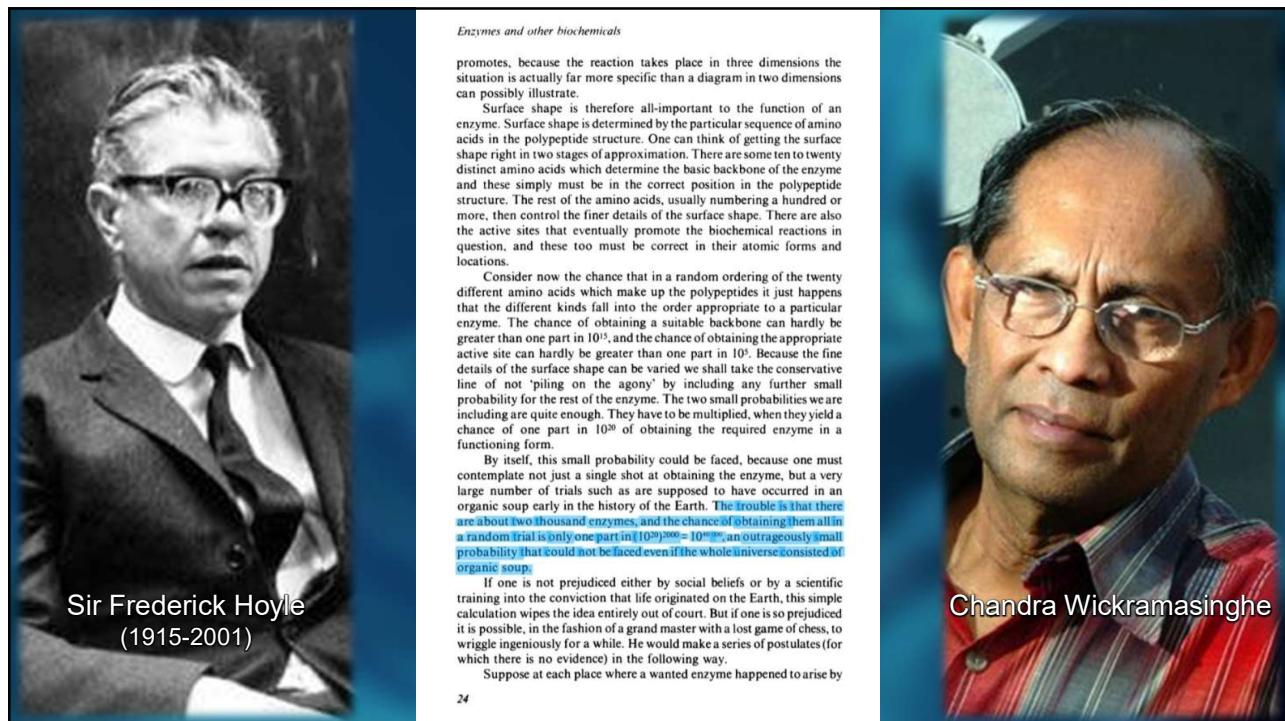 Enzymes and other biochemicals
promotes, because the reaction takes place in three dimensions the
situation is actually far more specific than a diagram in two dimensions
can possibly illustrate.
Surface shape is therefore all-important to the function of an
enzyme. Surface shape is determined by the particular sequence of amino
acids in the polypeptide structure. One can think of getting the surface
shape right in two stages of approximation. There are some ten to twenty
distinct amino acids which determine the basic backbone of the enzyme
and these simply must be in the correct position in the polypeptide
structure. The rest of the amino acids, usually numbering a hundred or
more, then control the finer details of the surface shape. There are also
the active sites that eventually promote the biochemical reactions in
question, and these too must be correct in their atomic forms and
locations.
Consider now the chance that in a random ordering of the twenty
different amino acids which make up the polypeptides it just happens
that the different kinds fall into the order appropriate to a particular
enzyme. The chance of obtaining a suitable backbone can hardly be
greater than one part in 10¹⁵, and the chance of obtaining the appropriate
active site can hardly be greater than one part in 10⁵. Because the fine
details of the surface shape can be varied we shall take the conservative
line of not 'piling on the agony' by including any further small
probability for the rest of the enzyme. The two small probabilities we are
including are quite enough. They have to be multiplied, when they yield a
chance of one part in 10²⁰ of obtaining the required enzyme in a
functioning form.
By itself, this small probability could be faced, because one must
contemplate not just a single shot at obtaining the enzyme, but a very
large number of trials such as are supposed to have occurred in an
organic soup early in the history of the Earth. The trouble is that there
are about two thousand enzymes, and the chance of obtaining them all in
a random trial is only one part in (10²⁰)²⁰⁰⁰ = 10⁴⁰ ⁰⁰⁰, an outrageously small
probability that could not be faced even if the whole universe consisted of
organic soup.
If one is not prejudiced either by social beliefs or by a scientific
training into the conviction that life originated on the Earth, this simple
calculation wipes the idea entirely out of court. But if one is so prejudiced
it is possible, in the fashion of a grand master with a lost game of chess, to
wriggle ingeniously for a while. He would make a series of postulates (for
which there is no evidence) in the following way.
Suppose at each place where a wanted enzyme happened to arise by
24
Sir Frederick Hoyle
(1915-2001)
Chandra Wickramasinghe